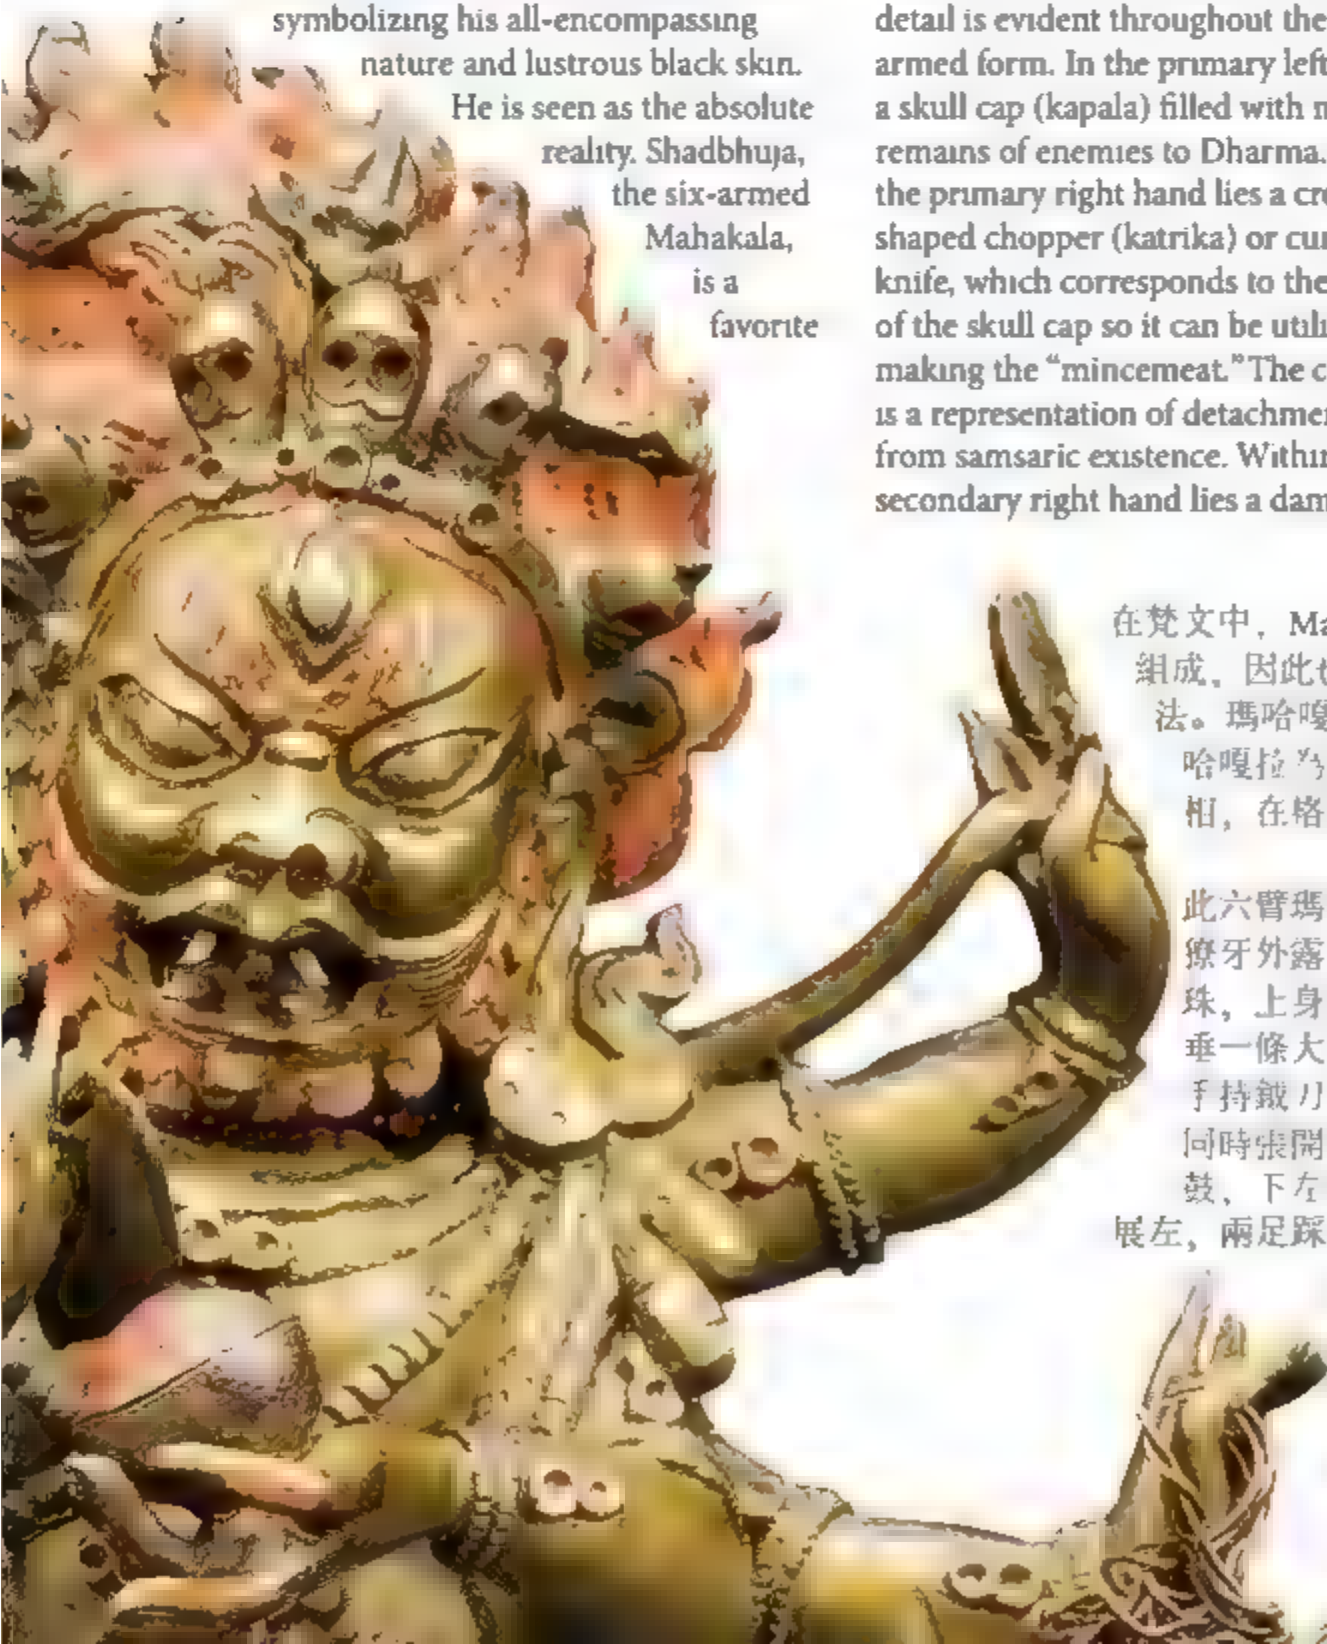 symbolizing his all-encompassing
nature and lustrous black skin.
He is seen as the absolute
reality. Shadbhuja,
the six-armed
Mahakala,
is a
favorite
detail is evident throughout the
armed form. In the primary left
a skull cap (kapala) filled with
remains of enemies to Dharma.
the primary right hand lies a
shaped chopper (katrika) or
knife, which corresponds to the
of the skull cap so it can be
making the “mincemeat.” The
is a representation of
from samsaric existence.
secondary right hand lies a
在梵文中，Ma
組成，因此
法。瑪哈嘎
哈嘎拉為
相，在格
此六臂瑪
獠牙外露
珠，上身
垂一條大
手持鉞刀
同時張開
鼓，下左
展左，兩足踩